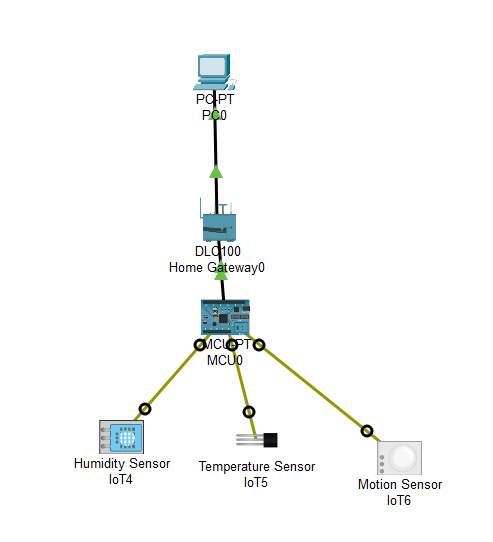 PC-PT
PC0
DLC100
Home Gateway0
MCU-PT
MCU0
Humidity Sensor
IoT4
Temperature Sensor
IoT5
Motion Sensor
IoT6